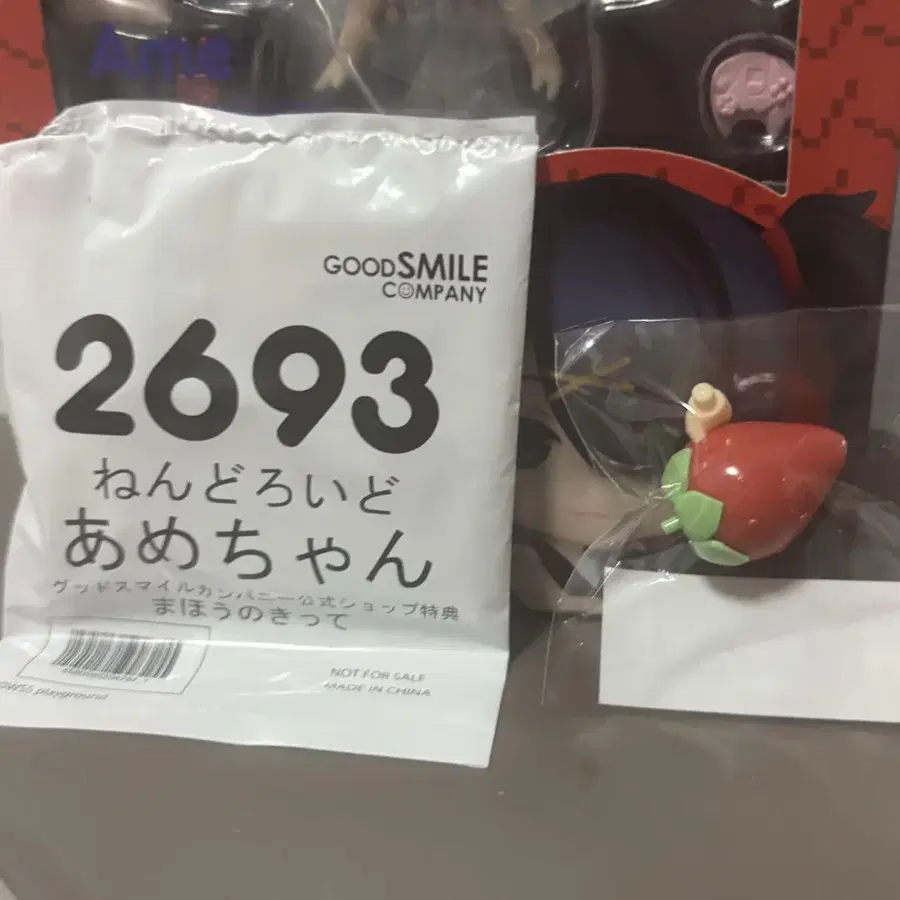 Ame
GOODSMILE
COMPANY
2693
ねんどろいど
あめちゃん
グッドスマイルカンパニー公式ショップ特典
まほうのきって
NOT FOR SALE
MADE IN CHINA
playground